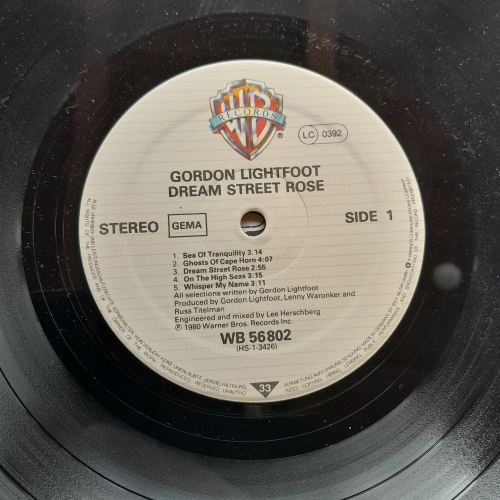 WB
RECORDS
®
LC 0392
GORDON LIGHTFOOT
DREAM STREET ROSE
STEREO
GEMA
SIDE 1
1. Sea Of Tranquility 3:14
2. Ghosts Of Cape Horn 4:07
3. Dream Street Rose 2:55
4. On The High Seas 3:15
5. Whisper My Name 3:11
All selections written by Gordon Lightfoot
Produced by Gordon Lightfoot, Lenny Waronker and
Russ Titelman
Engineered and mixed by Lee Herschberg
℗ 1980 Warner Bros. Records Inc.
WB 56802
(HS-1-3426)
33